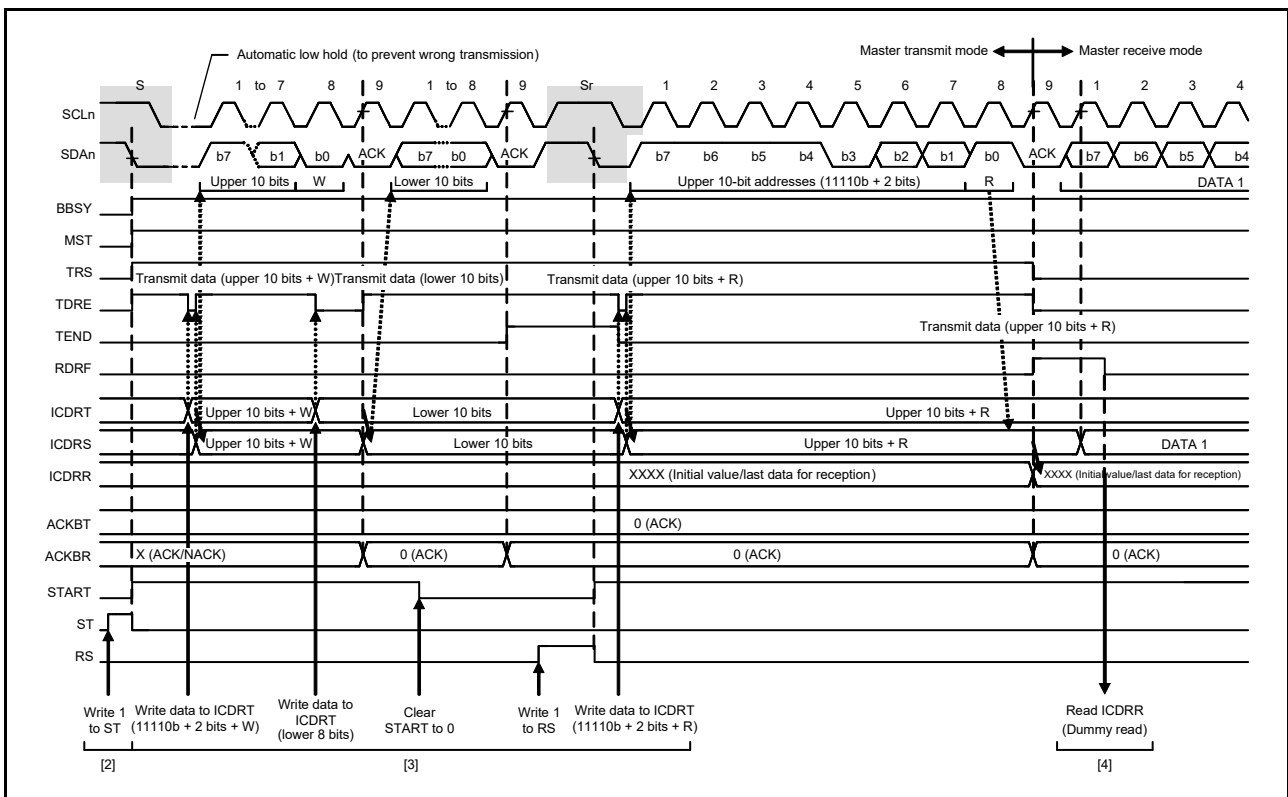 Automatic low hold (to prevent wrong transmission)
Master transmit mode
Master receive mode
S 1 to 7 8 9 1 to 8 9 Sr 1 2 3 4 5 6 7 8 9 1 2 3 4
SCLn
SDAn b7 b1 b0 ACK b7 b0 ACK b7 b6 b5 b4 b3 b2 b1 b0 ACK b7 b6 b5 b4
Upper 10 bits W Lower 10 bits Upper 10-bit addresses (11110b + 2 bits) R DATA 1
BBSY
MST
TRS
Transmit data (upper 10 bits + W) Transmit data (lower 10 bits) Transmit data (upper 10 bits + R)
TDRE
TEND Transmit data (upper 10 bits + R)
RDRF
ICDRT Upper 10 bits + W Lower 10 bits Upper 10 bits + R
ICDRS Upper 10 bits + W Lower 10 bits Upper 10 bits + R DATA 1
ICDRR XXXX (Initial value/last data for reception) XXXX (Initial value/last data for reception)
ACKBT 0 (ACK)
ACKBR X (ACK/NACK) 0 (ACK) 0 (ACK) 0 (ACK)
START
ST
RS
Write 1
to ST
Write data to ICDRT
(11110b + 2 bits + W)
Write data to
ICDRT
(lower 8 bits)
Clear
START to 0
Write 1
to RS
Write data to ICDRT
(11110b + 2 bits + R)
Read ICDRR
(Dummy read)
[2] [3] [4]